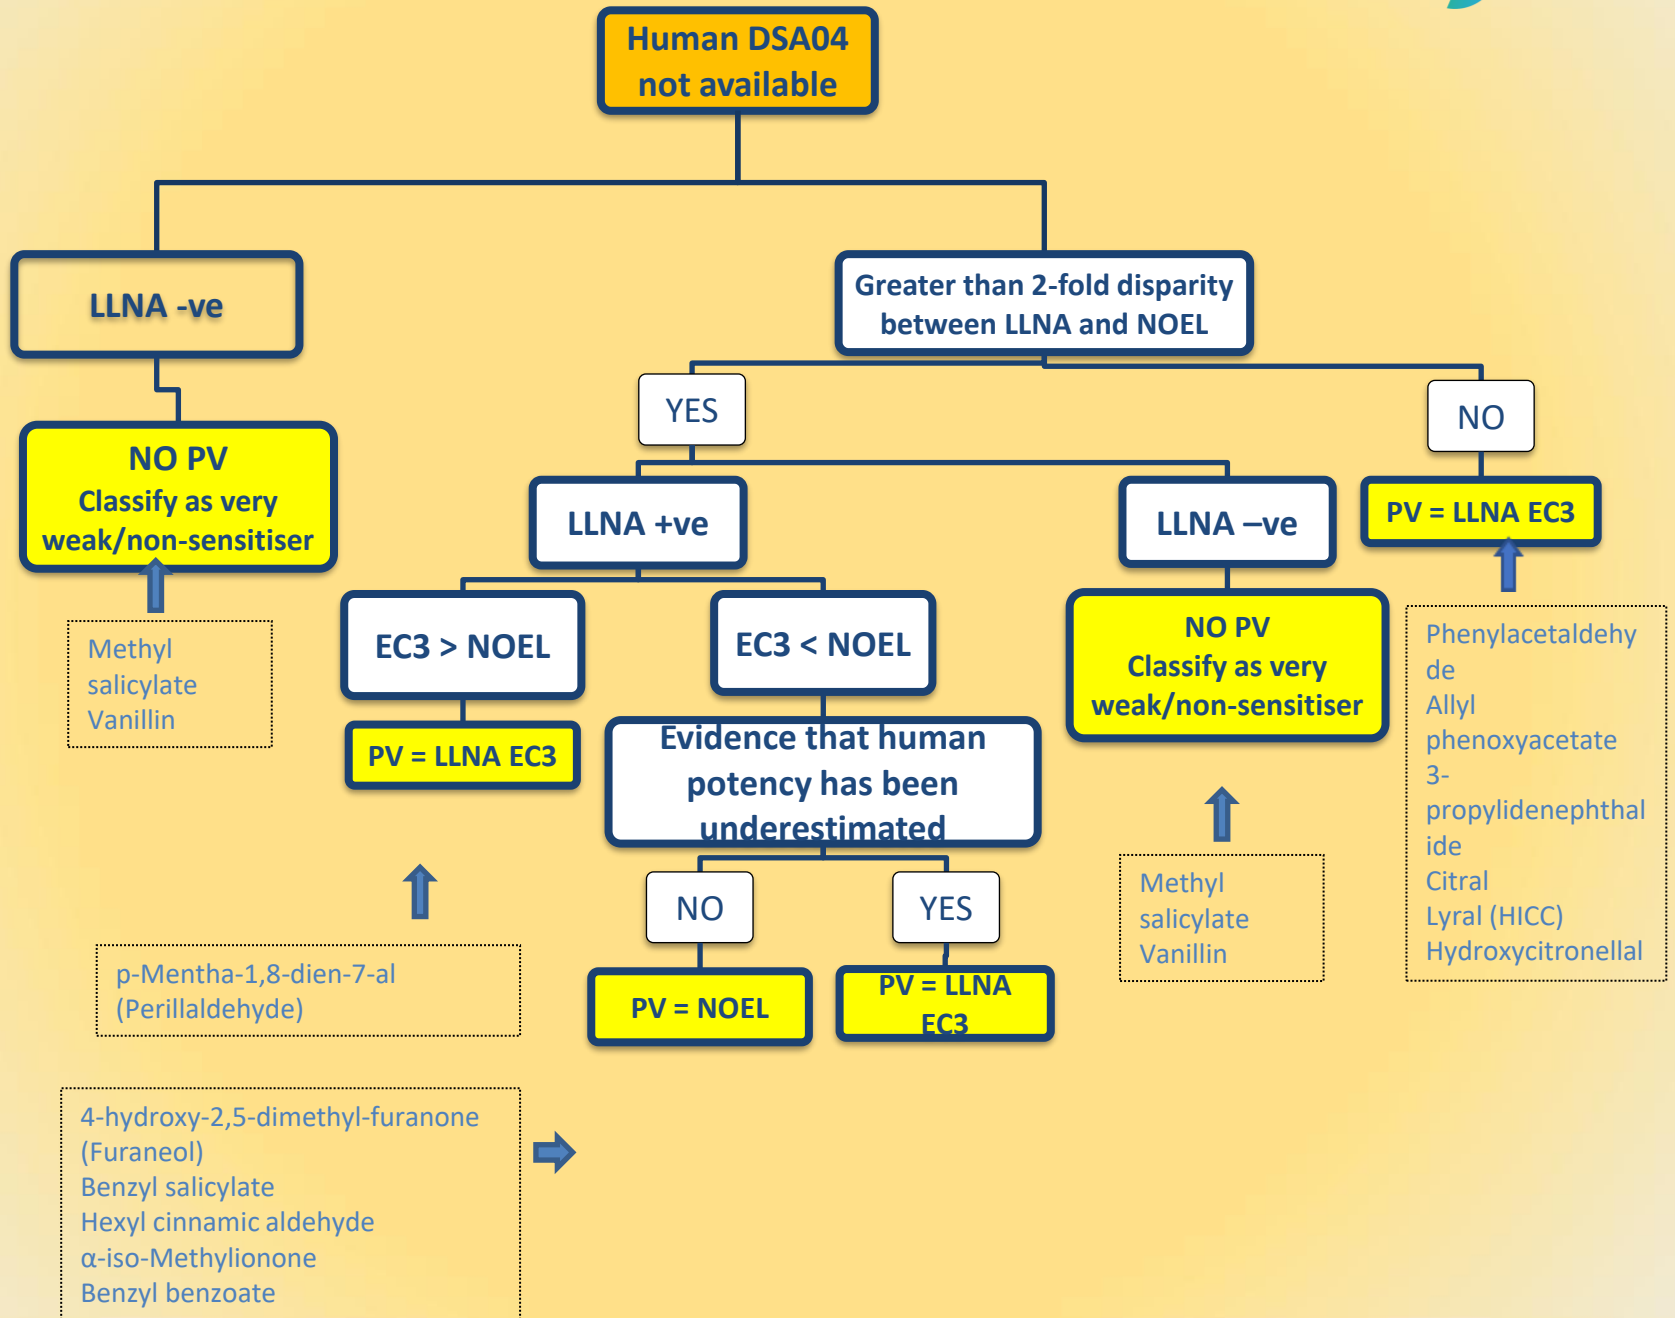 Human DSA04
not available
LLNA -ve
Greater than 2-fold disparity
between LLNA and NOEL
YES
NO
NO PV
Classify as very
weak/non-sensitiser
LLNA +ve
LLNA –ve
PV = LLNA EC3
Methyl
salicylate
Vanillin
EC3 > NOEL
EC3 < NOEL
NO PV
Classify as very
weak/non-sensitiser
Phenylacetaldehy
de
Allyl
phenoxyacetate
3-
propylidenephthal
ide
Citral
Lyral (HICC)
Hydroxycitronellal
PV = LLNA EC3
Evidence that human
potency has been
underestimated
NO
YES
Methyl
salicylate
Vanillin
p-Mentha-1,8-dien-7-al
(Perillaldehyde)
PV = NOEL
PV = LLNA
EC3
4-hydroxy-2,5-dimethyl-furanone
(Furaneol)
Benzyl salicylate
Hexyl cinnamic aldehyde
α-iso-Methylionone
Benzyl benzoate